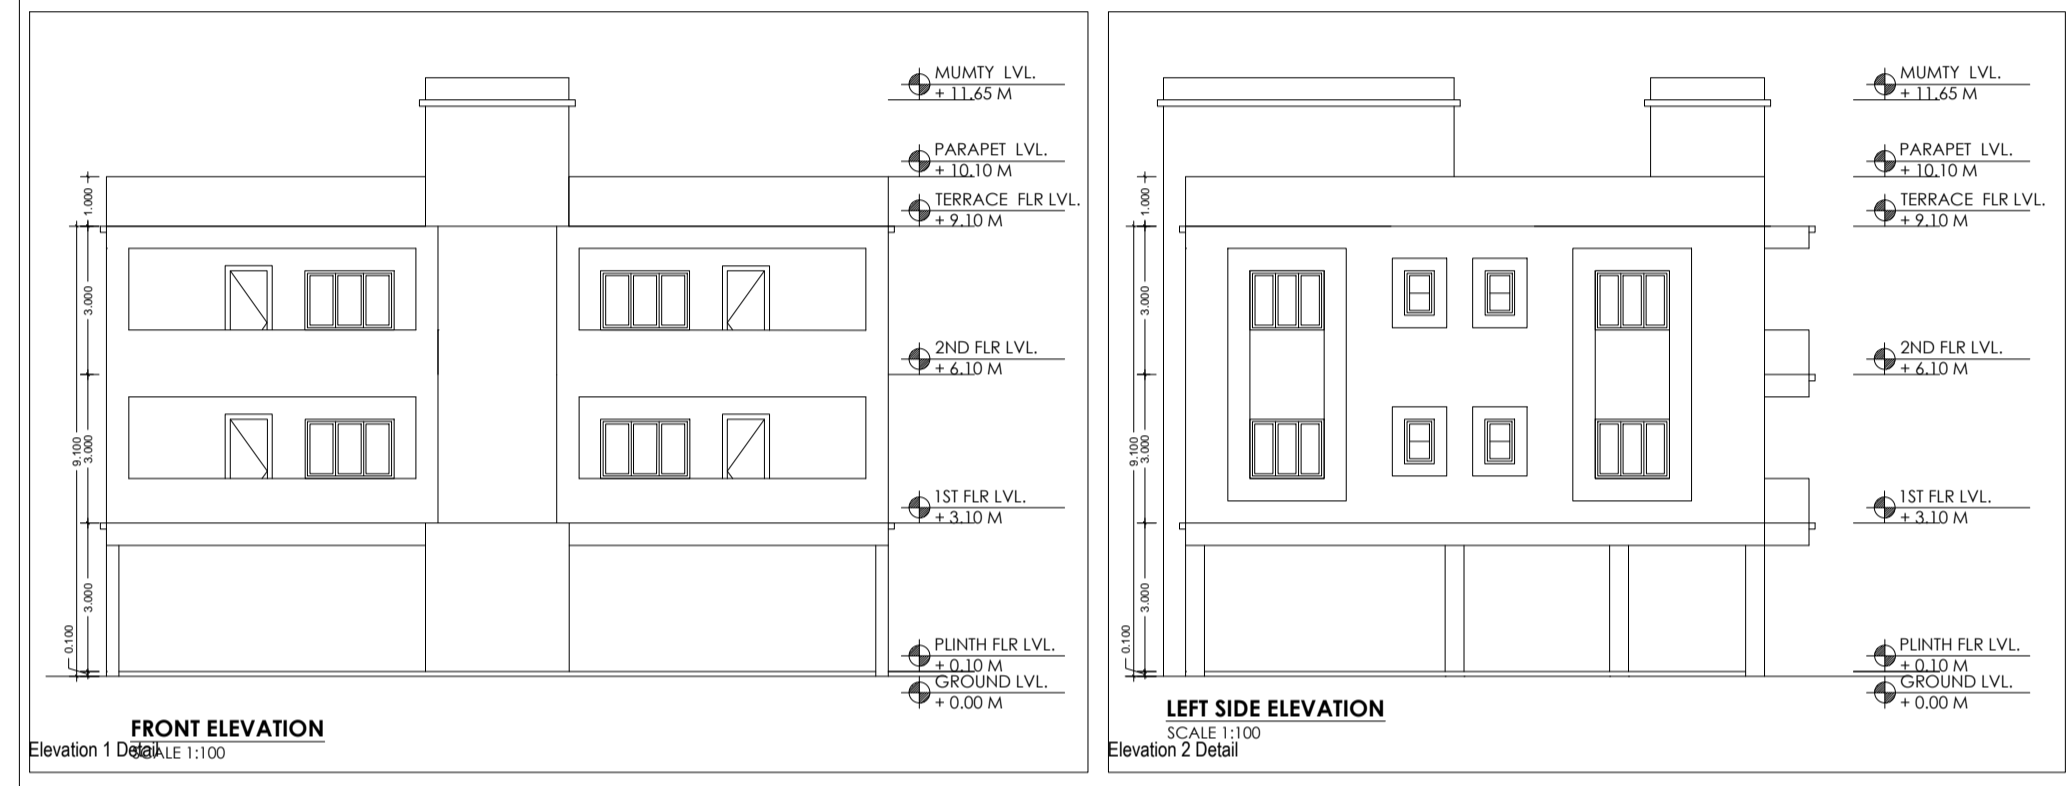 MUMTY LVL.
+ 11.65 M
PARAPET LVL.
+ 10.10 M
TERRACE FLR LVL.
+ 9.10 M
2ND FLR LVL.
+ 6.10 M
1ST FLR LVL.
+ 3.10 M
PLINTH FLR LVL.
+ 0.10 M
GROUND LVL.
+ 0.00 M
1.000
3.000
3.000
9.100
3.000
0.100
FRONT ELEVATION
SCALE 1:100
Elevation 1 Detail
MUMTY LVL.
+ 11.65 M
PARAPET LVL.
+ 10.10 M
TERRACE FLR LVL.
+ 9.10 M
2ND FLR LVL.
+ 6.10 M
1ST FLR LVL.
+ 3.10 M
PLINTH FLR LVL.
+ 0.10 M
GROUND LVL.
+ 0.00 M
1.000
3.000
3.000
9.100
3.000
0.100
LEFT SIDE ELEVATION
SCALE 1:100
Elevation 2 Detail